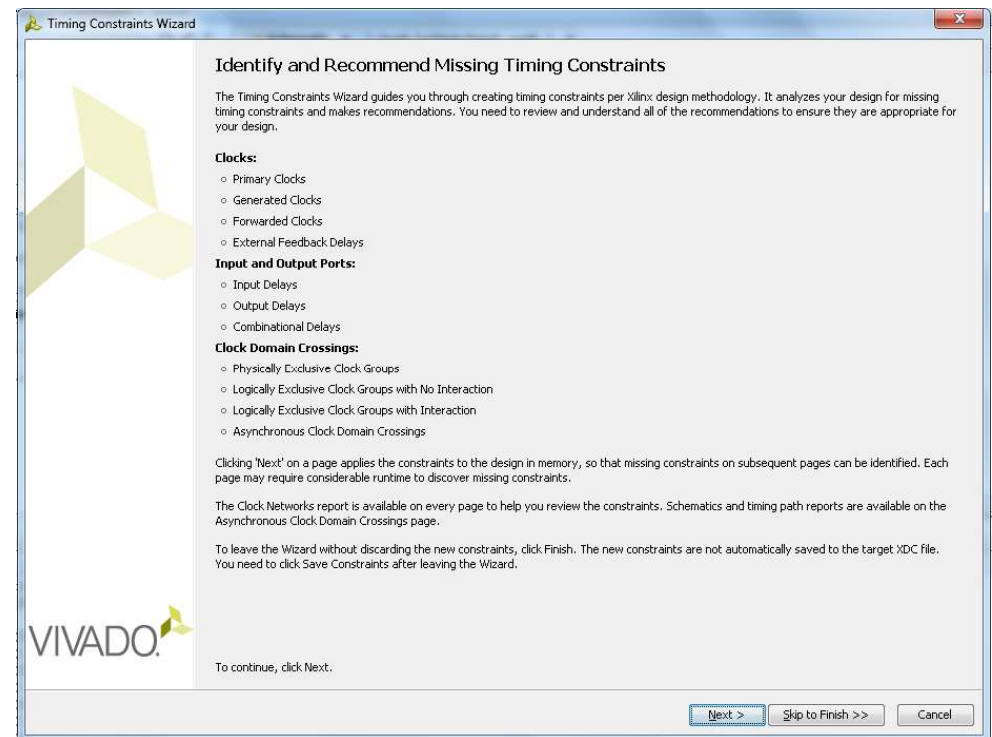 Timing Constraints Wizard
Identify and Recommend Missing Timing Constraints
The Timing Constraints Wizard guides you through creating timing constraints per Xilinx design methodology. It analyzes your design for missing
timing constraints and makes recommendations. You need to review and understand all of the recommendations to ensure they are appropriate for
your design.
Clocks:
◦ Primary Clocks
◦ Generated Clocks
◦ Forwarded Clocks
◦ External Feedback Delays
Input and Output Ports:
◦ Input Delays
◦ Output Delays
◦ Combinational Delays
Clock Domain Crossings:
◦ Physically Exclusive Clock Groups
◦ Logically Exclusive Clock Groups with No Interaction
◦ Logically Exclusive Clock Groups with Interaction
◦ Asynchronous Clock Domain Crossings
Clicking 'Next' on a page applies the constraints to the design in memory, so that missing constraints on subsequent pages can be identified. Each
page may require considerable runtime to discover missing constraints.
The Clock Networks report is available on every page to help you review the constraints. Schematics and timing path reports are available on the
Asynchronous Clock Domain Crossings page.
To leave the Wizard without discarding the new constraints, click Finish. The new constraints are not automatically saved to the target XDC file.
You need to click Save Constraints after leaving the Wizard.
VIVADO.
To continue, click Next.
Next > Skip to Finish >> Cancel